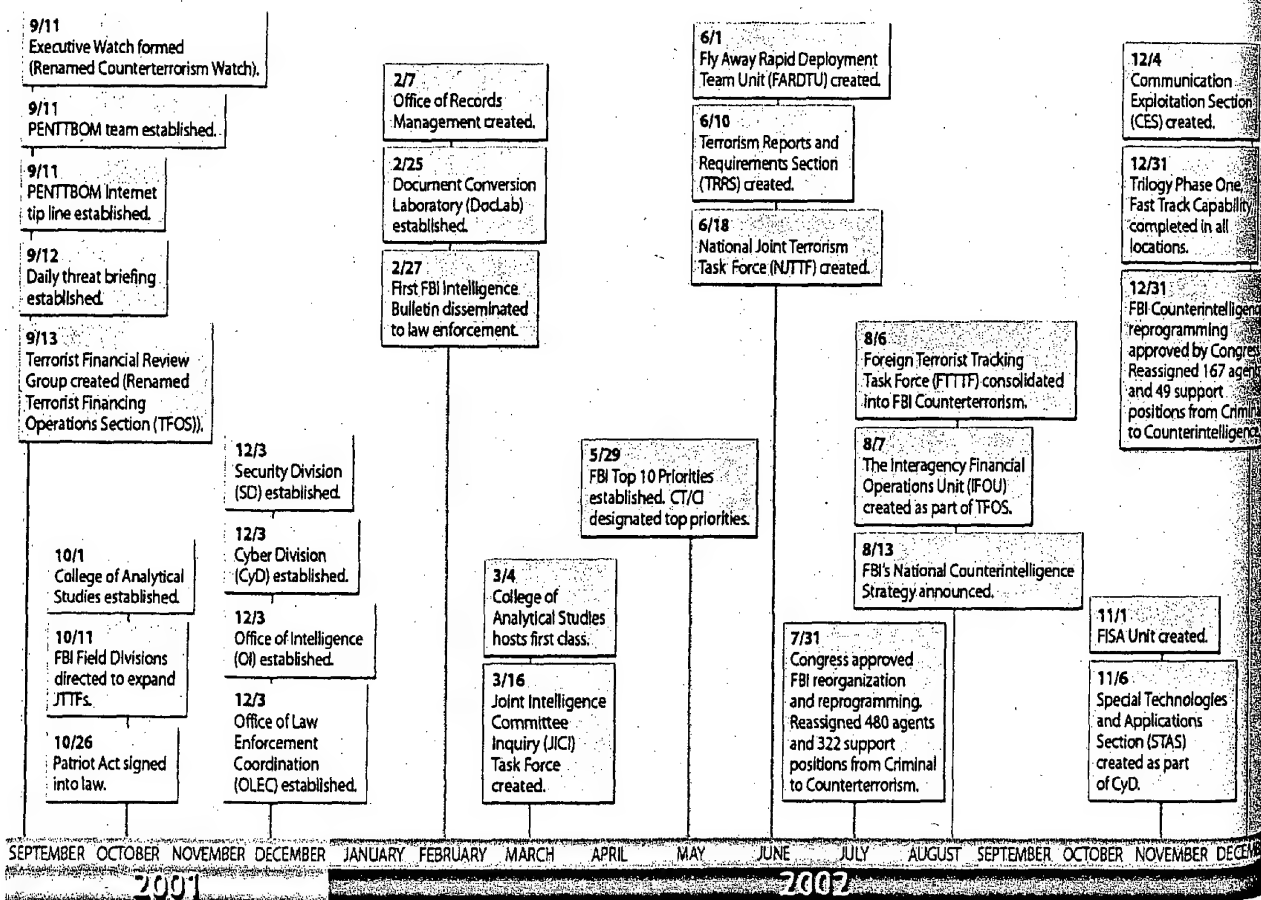 9/11
Executive Watch formed
(Renamed Counterterrorism Watch).
9/11
PENTTBOM team established.
9/11
PENTTBOM Internet
tip line established.
9/12
Daily threat briefing
established.
9/13
Terrorist Financial Review
Group created (Renamed
Terrorist Financing
Operations Section (TFOS)).
10/1
College of Analytical
Studies established.
10/11
FBI Field Divisions
directed to expand
JTTFs.
10/26
Patriot Act signed
into law.
12/3
Security Division
(SD) established.
12/3
Cyber Division
(CyD) established.
12/3
Office of Intelligence
(OI) established.
12/3
Office of Law
Enforcement
Coordination
(OLEC) established.
2/7
Office of Records
Management created.
2/25
Document Conversion
Laboratory (DocLab)
established.
2/27
First FBI Intelligence
Bulletin disseminated
to law enforcement.
3/4
College of
Analytical Studies
hosts first class.
3/16
Joint Intelligence
Committee
Inquiry (JICI)
Task Force
created.
5/29
FBI Top 10 Priorities
established. CT/CI
designated top priorities.
6/1
Fly Away Rapid Deployment
Team Unit (FARDTU) created.
6/10
Terrorism Reports and
Requirements Section
(TRRS) created.
6/18
National Joint Terrorism
Task Force (NJTTF) created.
7/31
Congress approved
FBI reorganization
and reprogramming.
Reassigned 480 agents
and 322 support
positions from Criminal
to Counterterrorism.
8/6
Foreign Terrorist Tracking
Task Force (FTTTF) consolidated
into FBI Counterterrorism.
8/7
The Interagency Financial
Operations Unit (IFOU)
created as part of TFOS.
8/13
FBI's National Counterintelligence
Strategy announced.
11/1
FISA Unit created.
11/6
Special Technologies
and Applications
Section (STAS)
created as part
of CyD.
12/4
Communication
Exploitation Section
(CES) created.
12/31
Trilogy Phase One,
Fast Track Capability
completed in all
locations.
12/31
FBI
reprogramming
approved by
Reassigned 167
and 49 support
positions from
to Counterintelligence.
SEPTEMBER OCTOBER NOVEMBER DECEMBER JANUARY FEBRUARY MARCH APRIL MAY JUNE JULY AUGUST SEPTEMBER OCTOBER NOVEMBER
2001 2002